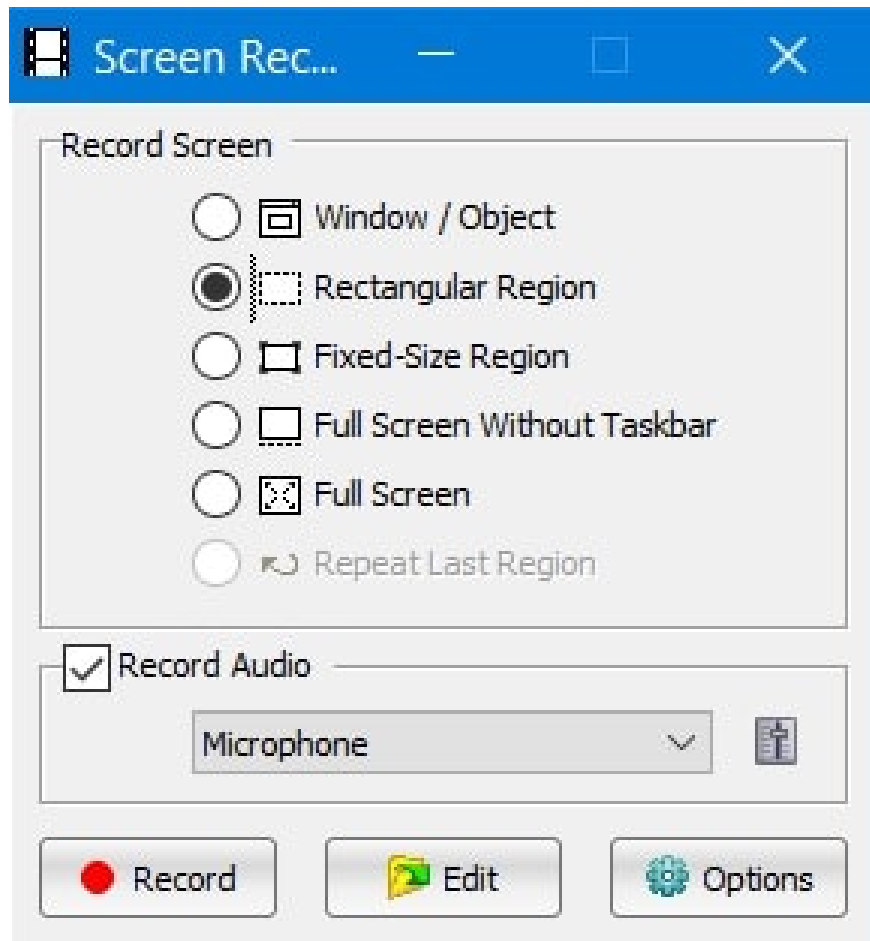 Screen Rec...
Record Screen
Window / Object
Rectangular Region
Fixed-Size Region
Full Screen Without Taskbar
Full Screen
Repeat Last Region
Record Audio
Microphone
Record Edit Options